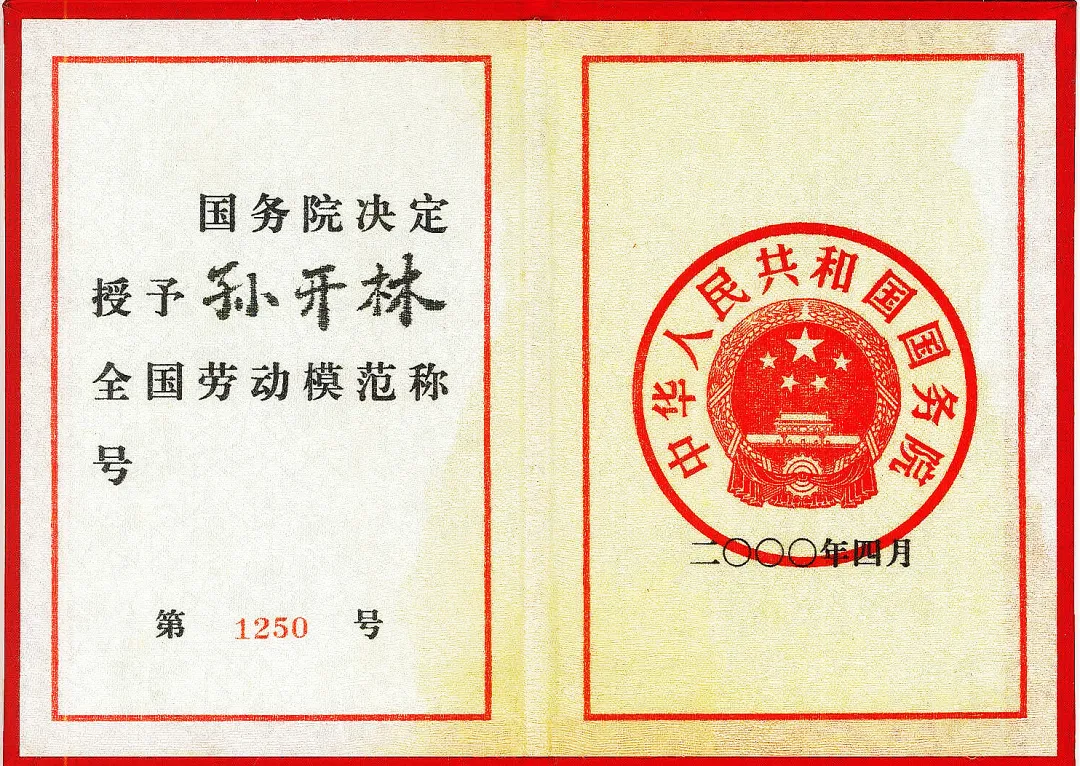 国务院决定
授予孙开林
全国劳动模范称
号
第 1250 号
中华人民共和国国务院
二〇〇〇年四月